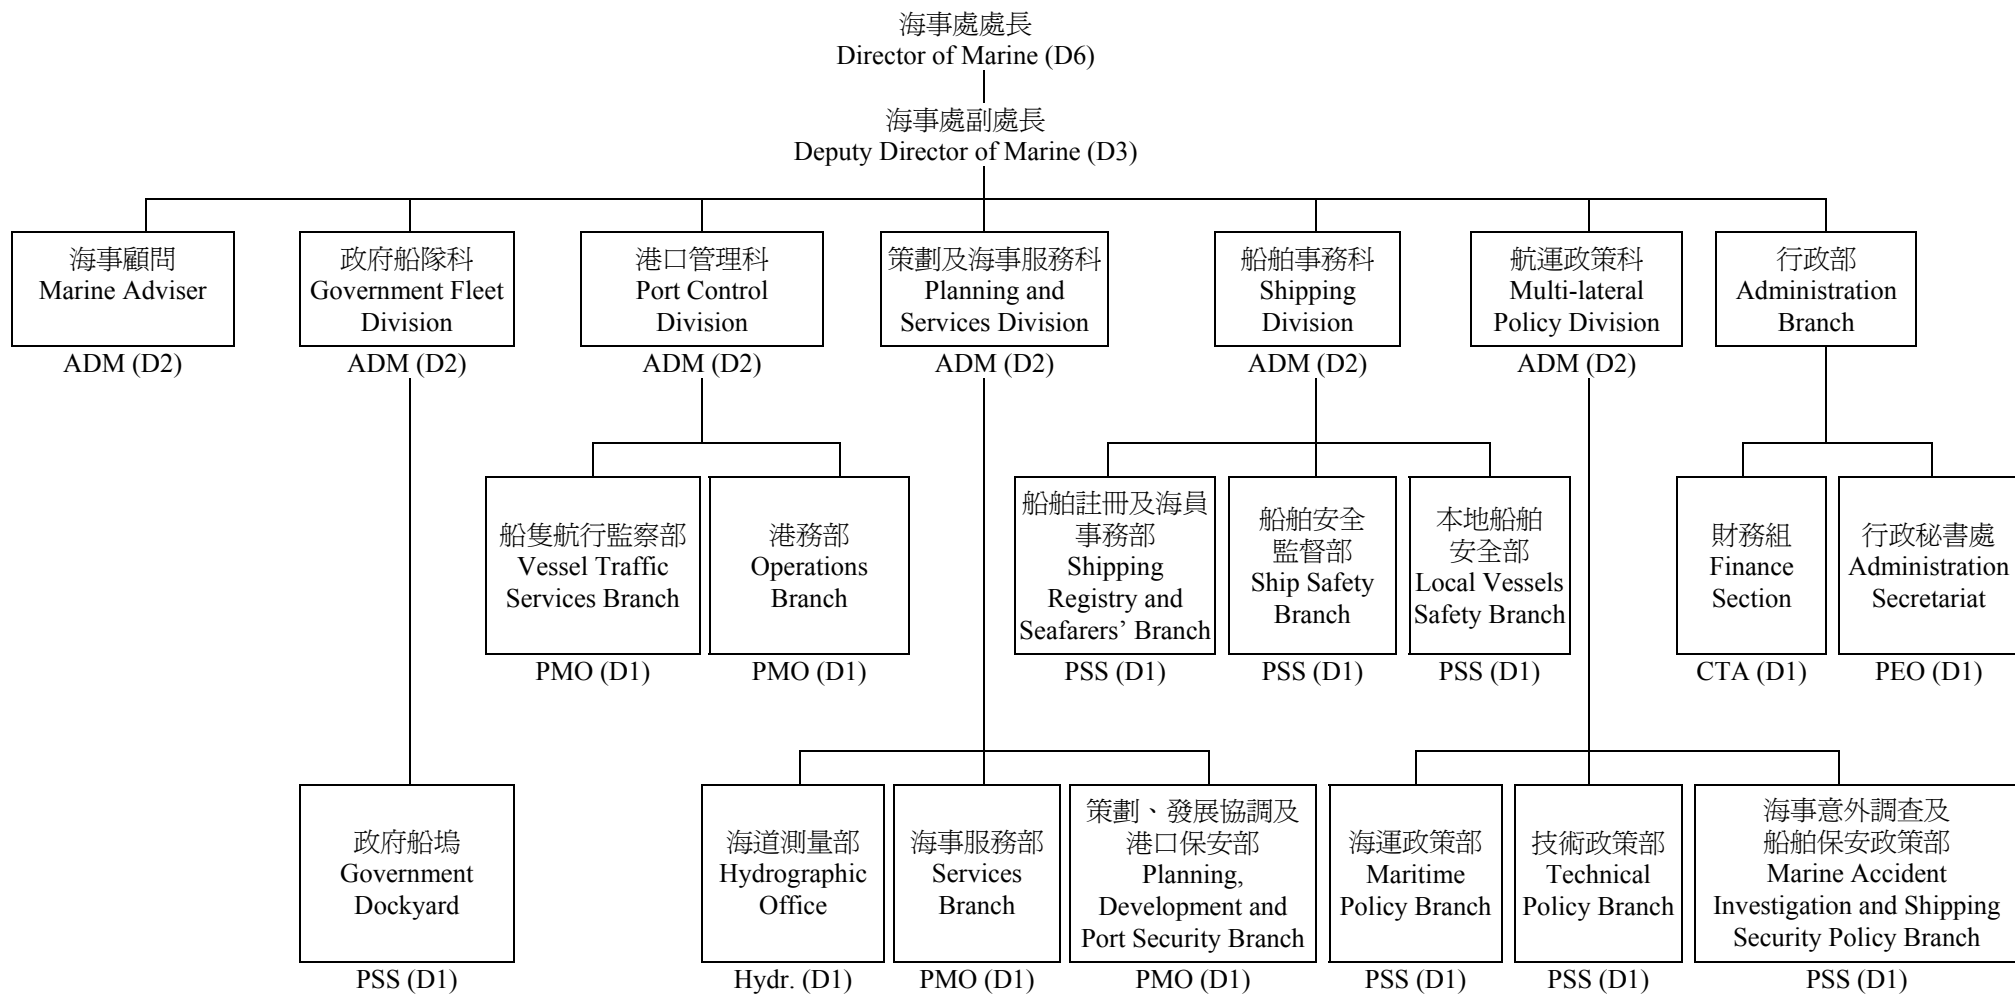 海事處處長
Director of Marine (D6)
海事處副處長
Deputy Director of Marine (D3)
海事顧問
Marine Adviser
ADM (D2)
政府船隊科
Government Fleet
Division
ADM (D2)
港口管理科
Port Control
Division
ADM (D2)
策劃及海事服務科
Planning and
Services Division
ADM (D2)
船舶事務科
Shipping
Division
ADM (D2)
航運政策科
Multi-lateral
Policy Division
ADM (D2)
行政部
Administration
Branch
船隻航行監察部
Vessel Traffic
Services Branch
PMO (D1)
港務部
Operations
Branch
PMO (D1)
船舶註冊及海員
事務部
Shipping
Registry and
Seafarers’ Branch
PSS (D1)
船舶安全
監督部
Ship Safety
Branch
PSS (D1)
本地船舶
安全部
Local Vessels
Safety Branch
PSS (D1)
財務組
Finance
Section
CTA (D1)
行政秘書處
Administration
Secretariat
PEO (D1)
政府船塢
Government
Dockyard
PSS (D1)
海道測量部
Hydrographic
Office
Hydr. (D1)
海事服務部
Services
Branch
PMO (D1)
策劃、發展協調及
港口保安部
Planning,
Development and
Port Security Branch
PMO (D1)
海運政策部
Maritime
Policy Branch
PSS (D1)
技術政策部
Technical
Policy Branch
PSS (D1)
海事意外調查及
船舶保安政策部
Marine Accident
Investigation and Shipping
Security Policy Branch
PSS (D1)